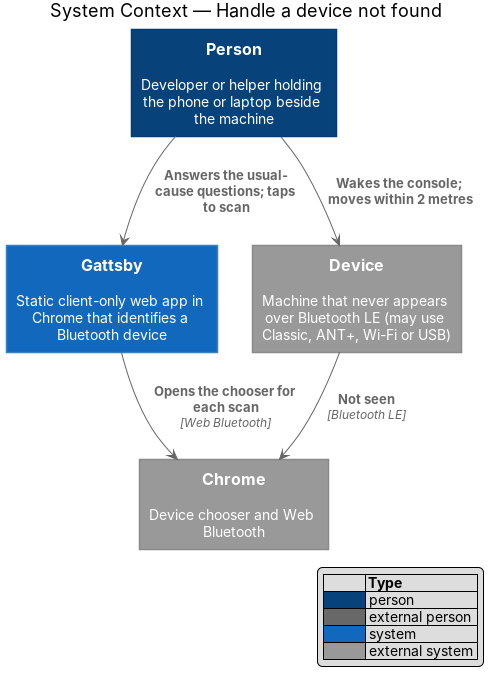 System Context — Handle a device not found
Person
Developer or helper holding
the phone or laptop beside
the machine
Answers the usual-
cause questions; taps
to scan
Wakes the console;
moves within 2 metres
Gattsby
Static client-only web app in
Chrome that identifies a
Bluetooth device
Device
Machine that never appears
over Bluetooth LE (may use
Classic, ANT+, Wi-Fi or USB)
Opens the chooser for
each scan
[Web Bluetooth]
Not seen
[Bluetooth LE]
Chrome
Device chooser and Web
Bluetooth
Type
person
external person
system
external system